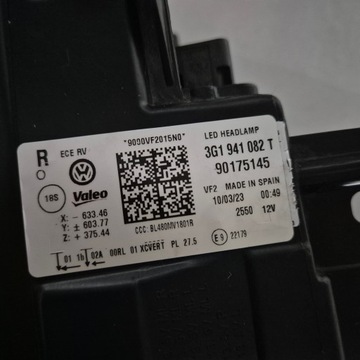 R ECE RV *9000VF2015N0* LED HEADLAMP
3G1 941 082 T
90175145
18S Valeo
VF2 MADE IN SPAIN
10/03/23 00:49
2550 12V
X: - 633.46
Y: ± 603.77
Z: + 375.44
CCC: BL480MV1801R
01 1b 02A 00RL 01 XCVERT PL 27.5 E9 22179